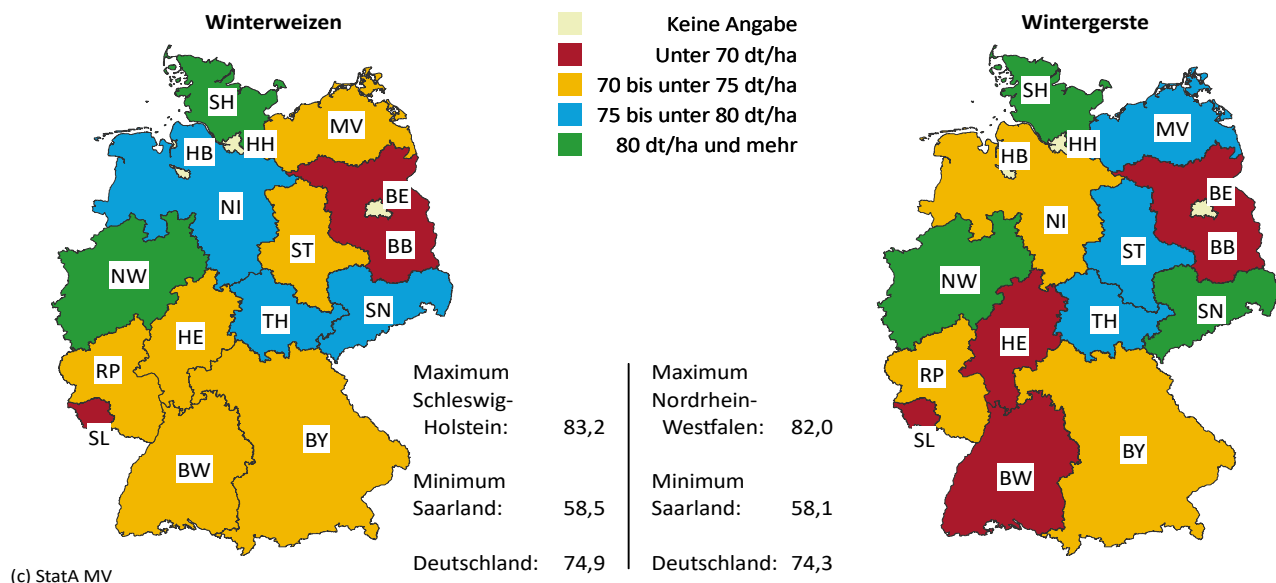 Winterweizen
Keine Angabe
Unter 70 dt/ha
70 bis unter 75 dt/ha
75 bis unter 80 dt/ha
80 dt/ha und mehr
Wintergerste
SH
MV
HH
HB
BE
NI
BB
ST
NW
SN
TH
HE
RP
SL
BY
BW
SH
MV
HH
HB
BE
NI
BB
ST
NW
SN
TH
HE
RP
SL
BY
BW
Maximum
Schleswig-
Holstein: 83,2
Minimum
Saarland: 58,5
Deutschland: 74,9
Maximum
Nordrhein-
Westfalen: 82,0
Minimum
Saarland: 58,1
Deutschland: 74,3
(c) StatA MV